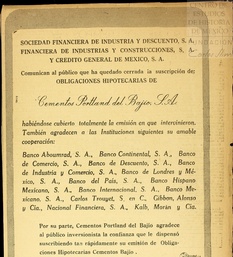 SOCIEDAD FINANCIERA DE INDUSTRIA Y DESCUENTO, S. A.
FINANCIERA DE INDUSTRIAS Y CONSTRUCCIONES, S. A.
Y CREDITO GENERAL DE MEXICO, S. A.
Comunican al público que ha quedado cerrada la suscripción de:
OBLIGACIONES HIPOTECARIAS DE
Cementos Portland del Bajío, S.A.
habiéndose cubierto totalmente la emisión en que intervinieron.
También agradecen a las Instituciones siguientes su amable
cooperación:
Banco Aboumrad, S. A., Banco Continental, S. A., Banco
de Comercio, S. A., Banco de Descuento, S. A., Banco
de Industria y Comercio, S. A., Banco de Londres y Mé-
xico, S. A., Banco del País, S. A., Banco Hispano
Mexicano, S. A., Banco Internacional, S. A., Banco Me-
xicano, S. A., Carlos Trouyet, S. en C., Gibbon, Alonso
y Cía., Nacional Financiera, S. A., Kalb, Morán y Cía.
Por su parte, Cementos Portland del Bajío agradece
al público inversionista la confianza que le dispensó
suscribiendo tan rápidamente su emisión de Obliga-
ciones Hipotecarias Cementos Bajío.